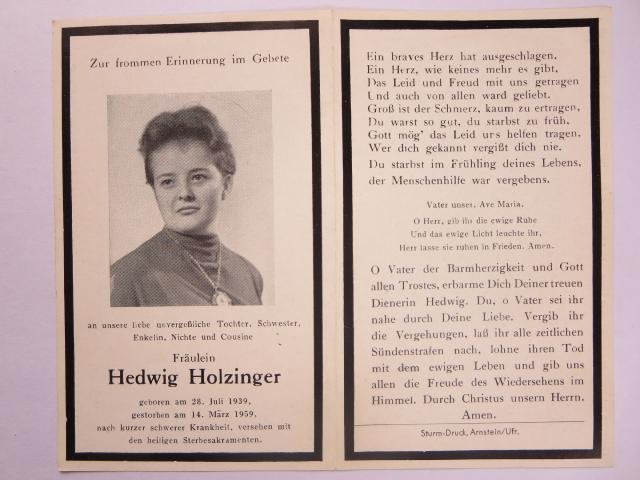 Zur frommen Erinnerung im Gebete
an unsere liebe unvergeßliche Tochter, Schwester,
Enkelin, Nichte und Cousine
Fräulein
Hedwig Holzinger
geboren am 28. Juli 1939,
gestorben am 14. März 1959,
nach kurzer schwerer Krankheit, versehen mit
den heiligen Sterbesakramenten.
Ein braves Herz hat ausgeschlagen,
Ein Herz, wie keines mehr es gibt,
Das Leid und Freud mit uns getragen
Und auch von allen ward geliebt.
Groß ist der Schmerz, kaum zu ertragen,
Du warst so gut, du starbst zu früh,
Gott mög' das Leid uns helfen tragen,
Wer dich gekannt vergißt dich nie.
Du starbst im Frühling deines Lebens,
der Menschenhilfe war vergebens.
Vater unser, Ave Maria.
O Herr, gib ihr die ewige Ruhe
Und das ewige Licht leuchte ihr,
Herr lasse sie ruhen in Frieden. Amen.
O Vater der Barmherzigkeit und Gott
allen Trostes, erbarme Dich Deiner treuen
Dienerin Hedwig. Du, o Vater sei ihr
nahe durch Deine Liebe. Vergib ihr
die Vergehungen, laß ihr alle zeitlichen
Sündenstrafen nach, lohne ihren Tod
mit dem ewigen Leben und gib uns
allen die Freude des Wiedersehens im
Himmel. Durch Christus unsern Herrn.
Amen.
Sturm-Druck, Arnstein/Ufr.